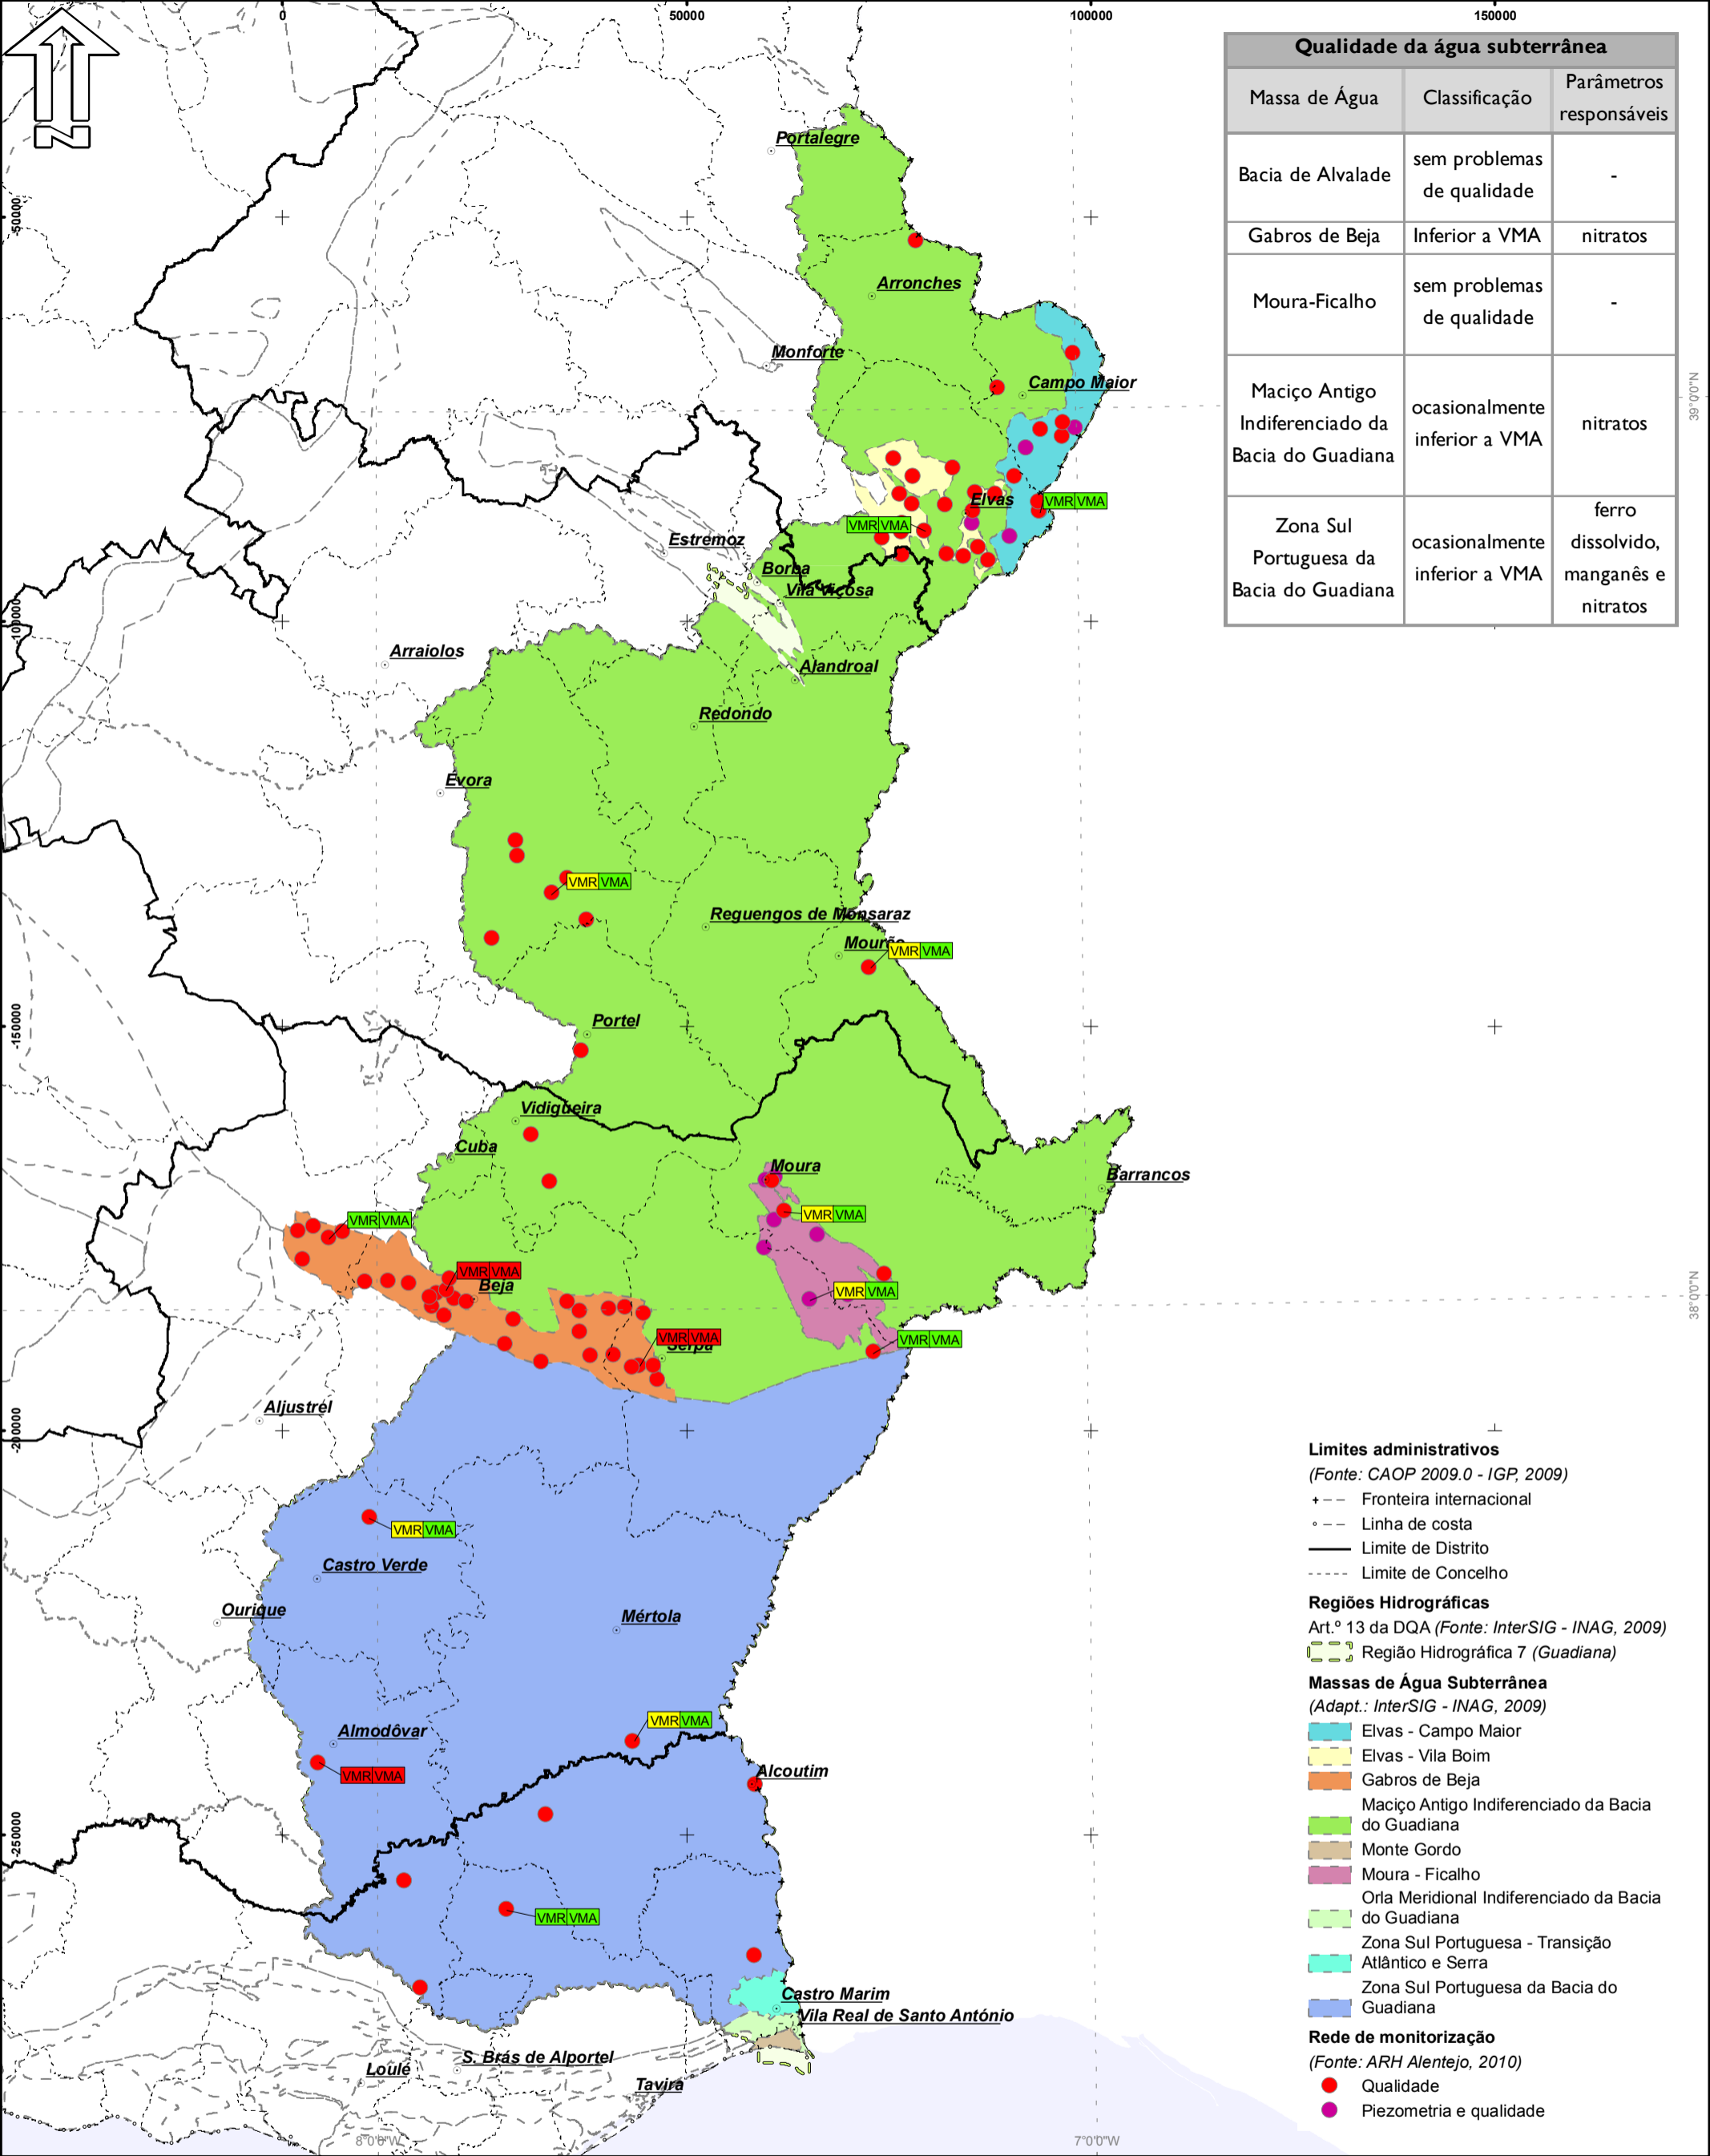 0
50000
100000
150000
N
-50000
-100000
-150000
-200000
-250000
39°0'0"N
38°0'0"N
8°0'0"W
7°0'0"W
Qualidade da água subterrânea
Massa de Água
Classificação
Parâmetros
responsáveis
Bacia de Alvalade
sem problemas
de qualidade
-
Gabros de Beja
Inferior a VMA
nitratos
Moura-Ficalho
sem problemas
de qualidade
-
Maciço Antigo
Indiferenciado da
Bacia do Guadiana
ocasionalmente
inferior a VMA
nitratos
Zona Sul
Portuguesa da
Bacia do Guadiana
ocasionalmente
inferior a VMA
ferro
dissolvido,
manganês e
nitratos
Portalegre
Arronches
Monforte
Campo Maior
Elvas
VMR VMA
VMR VMA
Estremoz
Borba
Vila Viçosa
Arraiolos
Alandroal
Redondo
Évora
VMR VMA
Reguengos de Monsaraz
Mourão
VMR VMA
Portel
Vidigueira
Cuba
Moura
Barrancos
VMR VMA
VMR VMA
VMR VMA
Beja
VMR VMA
VMR VMA
Serpa
VMR VMA
Aljustrel
VMR VMA
Castro Verde
Ourique
Mértola
VMR VMA
Almodôvar
VMR VMA
Alcoutim
VMR VMA
Castro Marim
Vila Real de Santo António
S. Brás de Alportel
Loulé
Tavira
Limites administrativos
(Fonte: CAOP 2009.0 - IGP, 2009)
Fronteira internacional
Linha de costa
Limite de Distrito
Limite de Concelho
Regiões Hidrográficas
Art.º 13 da DQA (Fonte: InterSIG - INAG, 2009)
Região Hidrográfica 7 (Guadiana)
Massas de Água Subterrânea
(Adapt.: InterSIG - INAG, 2009)
Elvas - Campo Maior
Elvas - Vila Boim
Gabros de Beja
Maciço Antigo Indiferenciado da Bacia
do Guadiana
Monte Gordo
Moura - Ficalho
Orla Meridional Indiferenciado da Bacia
do Guadiana
Zona Sul Portuguesa - Transição
Atlântico e Serra
Zona Sul Portuguesa da Bacia do
Guadiana
Rede de monitorização
(Fonte: ARH Alentejo, 2010)
Qualidade
Piezometria e qualidade